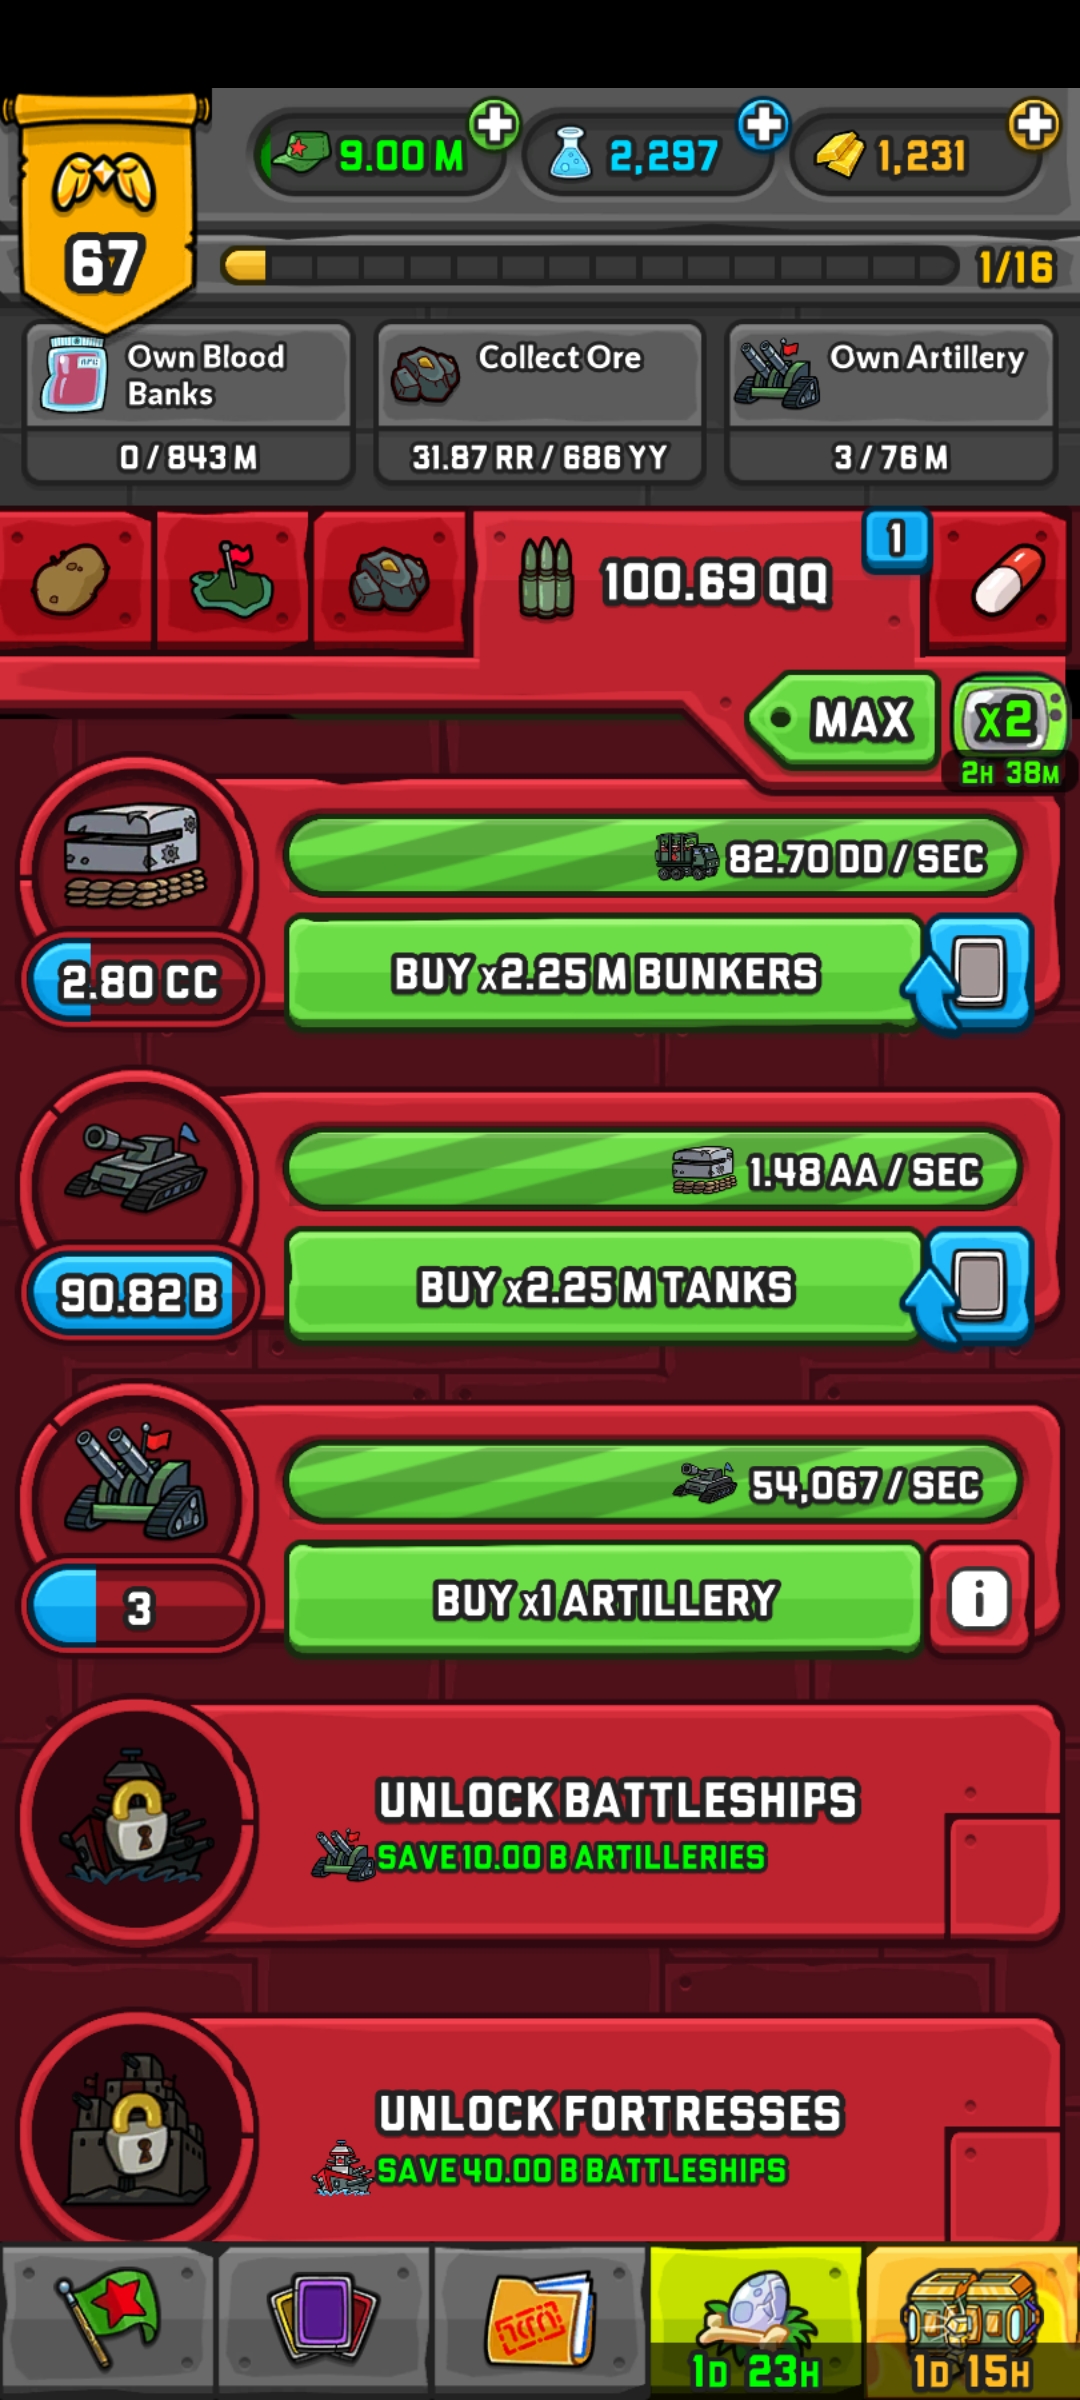 9.00 M
2,297
1,231
67
1/16
Own Blood
Banks
0 / 843 M
Collect Ore
31.87 RR / 686 YY
Own Artillery
3 / 76 M
100.69 QQ
1
MAX
x2
2H 38M
82.70 DD / SEC
2.80 CC
BUY x2.25 M BUNKERS
1.48 AA / SEC
90.82 B
BUY x2.25 M TANKS
54,067 / SEC
3
BUY x1 ARTILLERY
i
UNLOCK BATTLESHIPS
SAVE 10.00 B ARTILLERIES
UNLOCK FORTRESSES
SAVE 40.00 B BATTLESHIPS
1D 23H
1D 15H